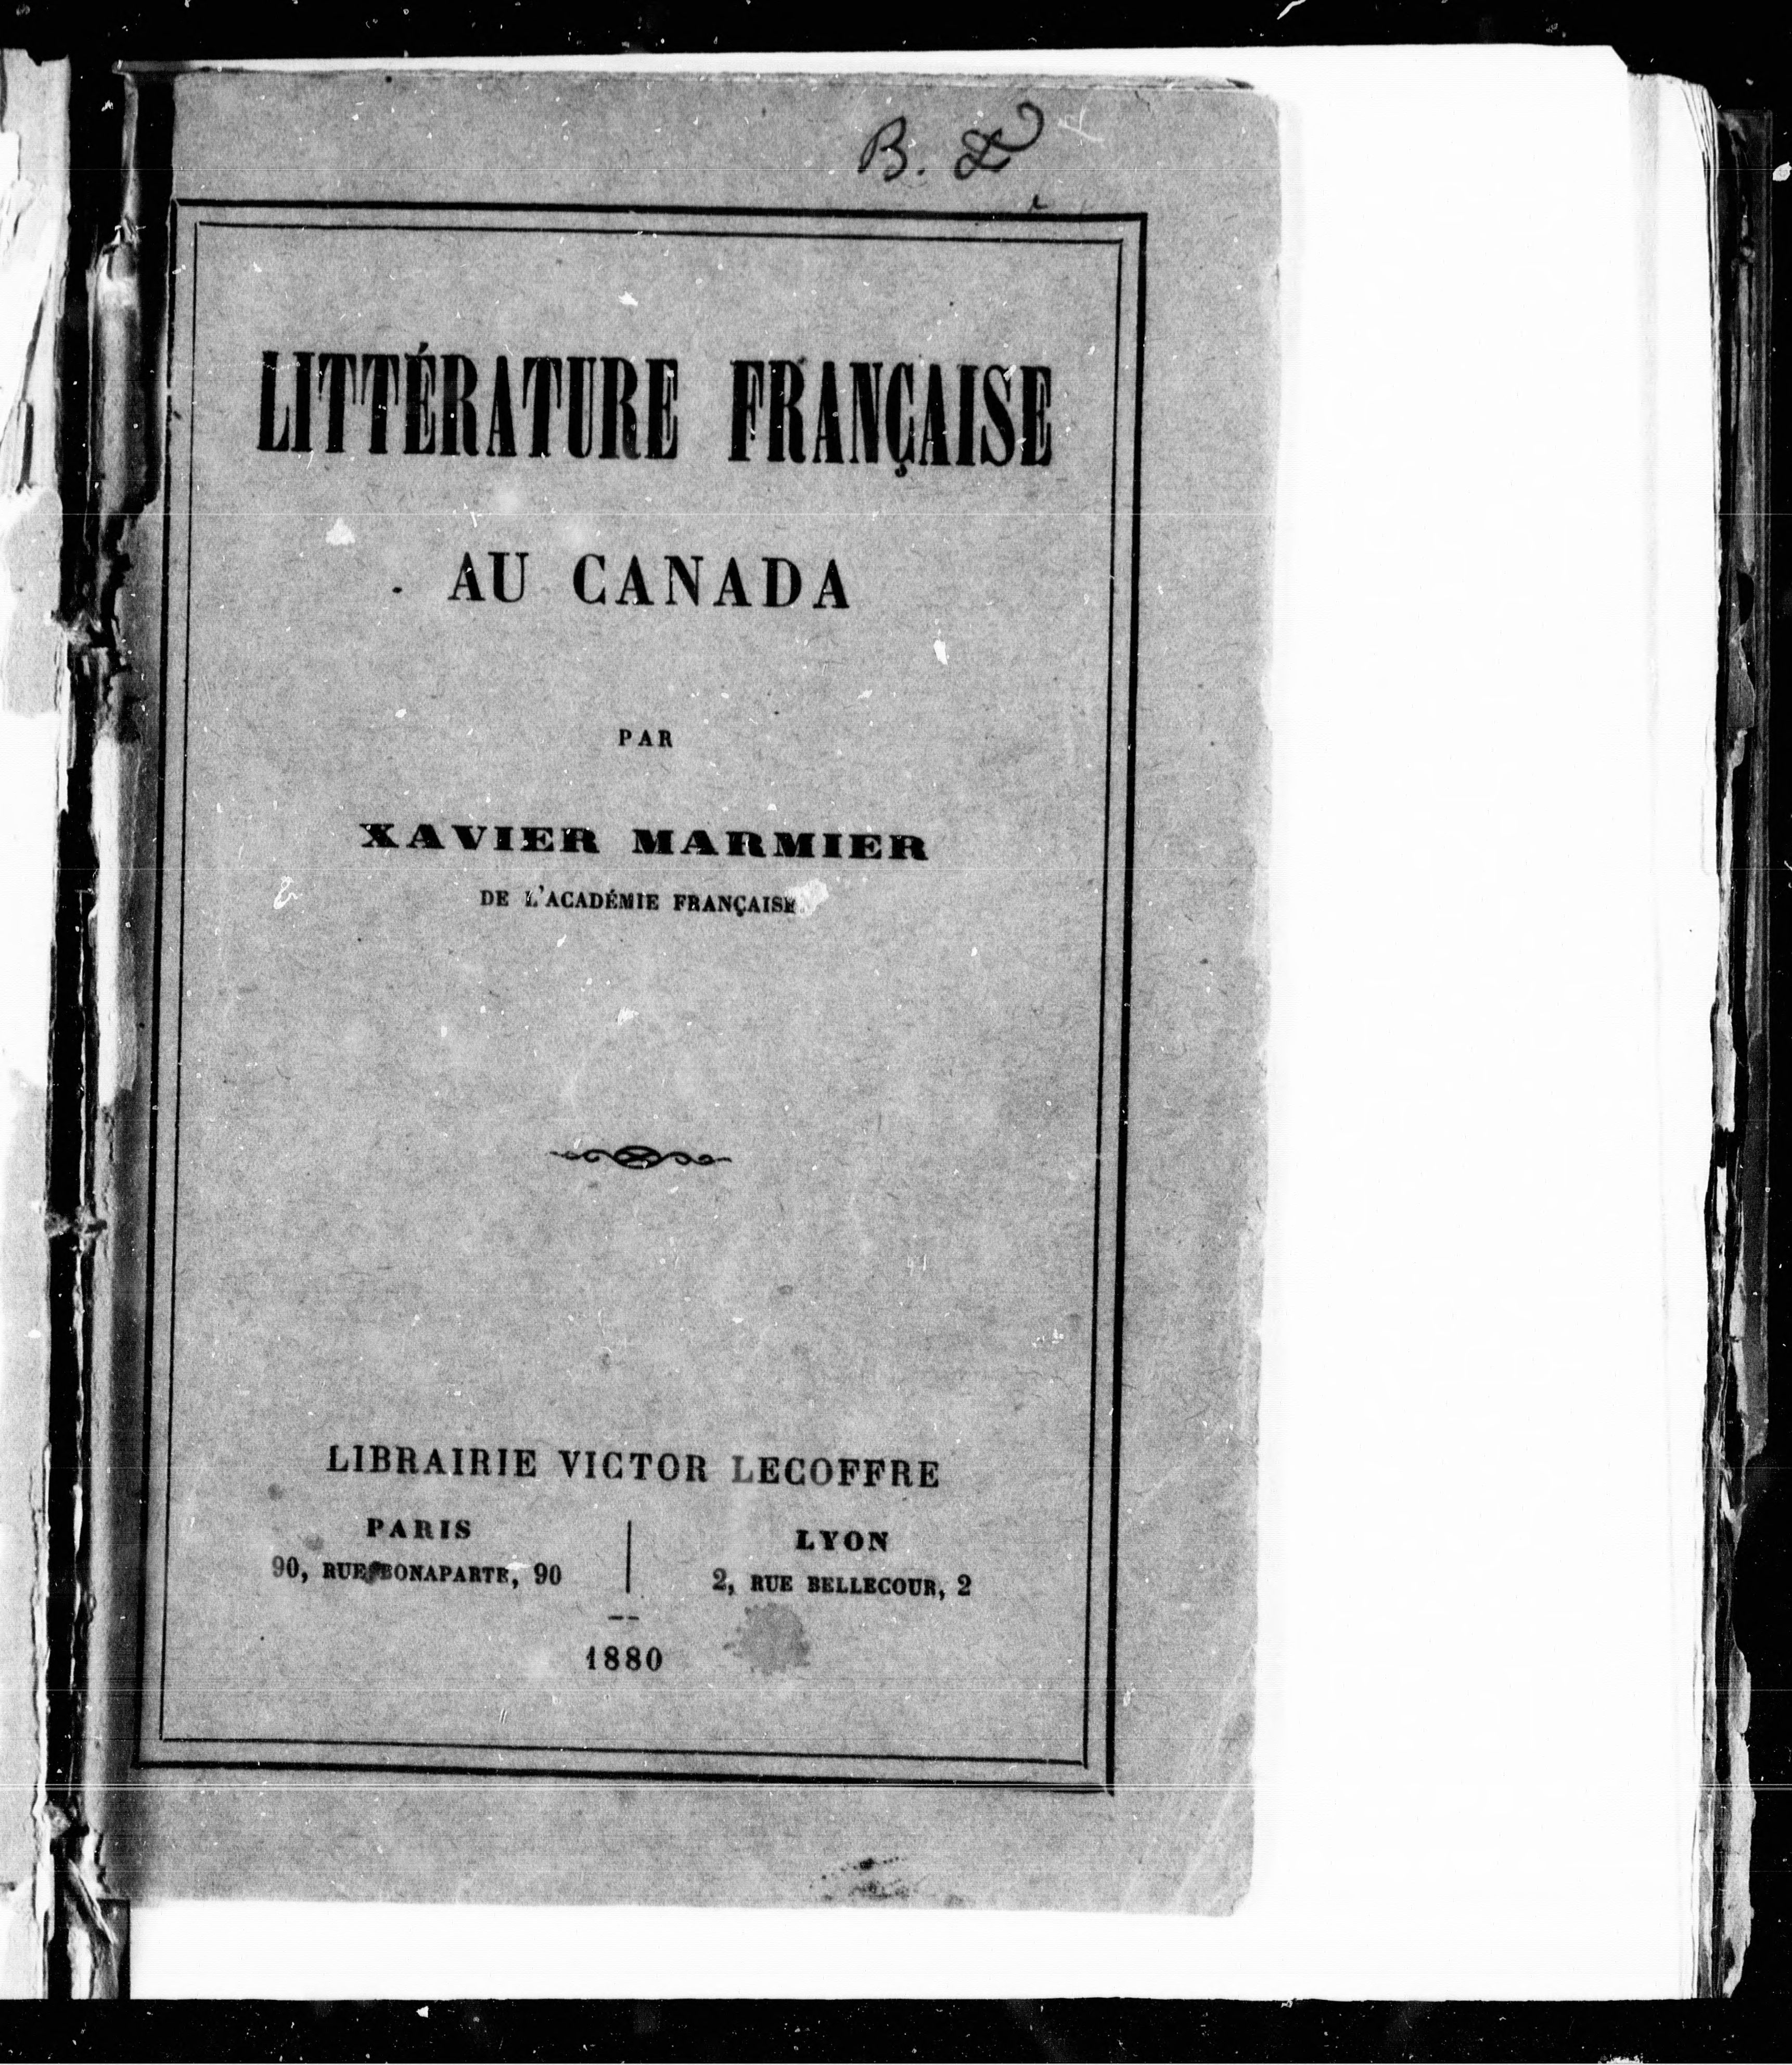 B.
LITTÉRATURE FRANÇAISE
AU CANADA
PAR
XAVIER MARMIER
DE L'ACADÉMIE FRANÇAISE
LIBRAIRIE VICTOR LECOFFRE
PARIS
90, RUE BONAPARTE, 90
LYON
2, RUE BELLECOUR, 2
1880